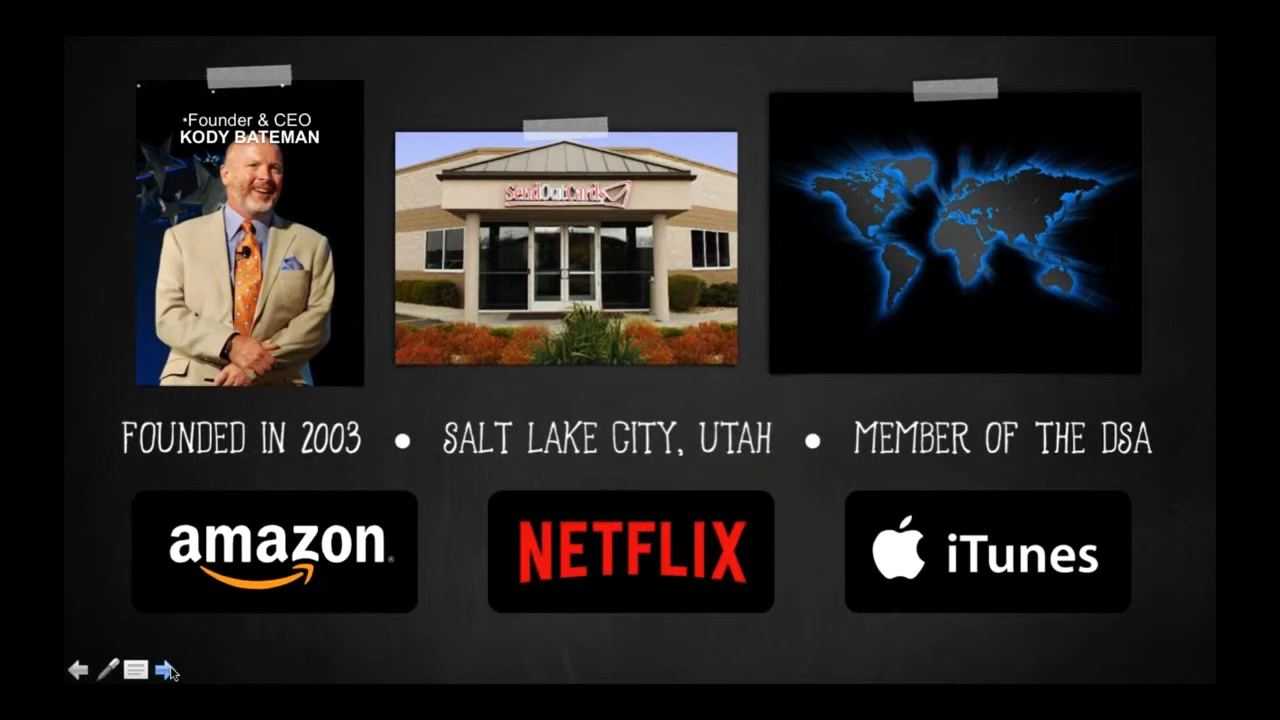 •Founder & CEO
KODY BATEMAN
SendOutCards
FOUNDED IN 2003 • SALT LAKE CITY, UTAH • MEMBER OF THE DSA
amazon
NETFLIX
iTunes